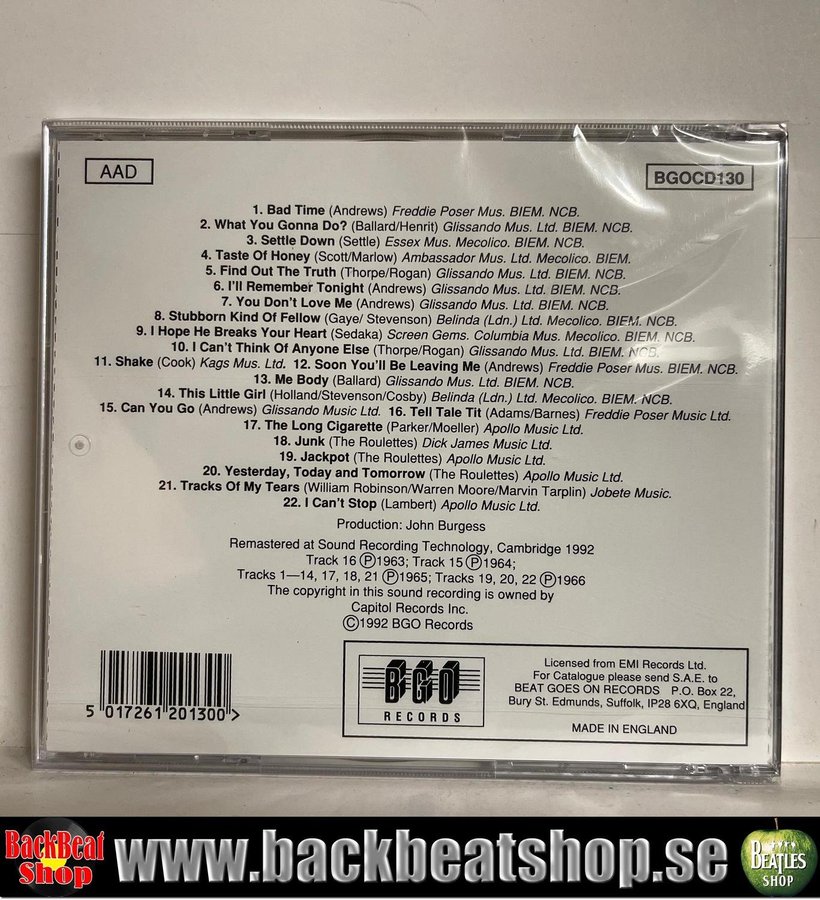 AAD
BGOCD130
1. Bad Time (Andrews) Freddie Poser Mus. BIEM. NCB.
2. What You Gonna Do? (Ballard/Henrit) Glissando Mus. Ltd. BIEM. NCB.
3. Settle Down (Settle) Essex Mus. Mecolico. BIEM. NCB.
4. Taste Of Honey (Scott/Marlow) Ambassador Mus. Ltd. Mecolico. BIEM.
5. Find Out The Truth (Thorpe/Rogan) Glissando Mus. Ltd. BIEM. NCB.
6. I'll Remember Tonight (Andrews) Glissando Mus. Ltd. BIEM. NCB.
7. You Don't Love Me (Andrews) Glissando Mus. Ltd. BIEM. NCB.
8. Stubborn Kind Of Fellow (Gaye/ Stevenson) Belinda (Ldn.) Ltd. Mecolico. BIEM. NCB.
9. I Hope He Breaks Your Heart (Sedaka) Screen Gems. Columbia Mus. Mecolico. BIEM. NCB.
10. I Can't Think Of Anyone Else (Thorpe/Rogan) Glissando Mus. Ltd. BIEM. NCB.
11. Shake (Cook) Kags Mus. Ltd. 12. Soon You'll Be Leaving Me (Andrews) Freddie Poser Mus. BIEM. NCB.
13. Me Body (Ballard) Glissando Mus. Ltd. BIEM. NCB.
14. This Little Girl (Holland/Stevenson/Cosby) Belinda (Ldn.) Ltd. Mecolico. BIEM. NCB.
15. Can You Go (Andrews) Glissando Music Ltd. 16. Tell Tale Tit (Adams/Barnes) Freddie Poser Music Ltd.
17. The Long Cigarette (Parker/Moeller) Apollo Music Ltd.
18. Junk (The Roulettes) Dick James Music Ltd.
19. Jackpot (The Roulettes) Apollo Music Ltd.
20. Yesterday, Today and Tomorrow (The Roulettes) Apollo Music Ltd.
21. Tracks Of My Tears (William Robinson/Warren Moore/Marvin Tarplin) Jobete Music.
22. I Can't Stop (Lambert) Apollo Music Ltd.
Production: John Burgess
Remastered at Sound Recording Technology, Cambridge 1992
Track 16 Ⓟ1963; Track 15 Ⓟ1964;
Tracks 1—14, 17, 18, 21 Ⓟ1965; Tracks 19, 20, 22 Ⓟ1966
The copyright in this sound recording is owned by
Capitol Records Inc.
Ⓒ1992 BGO Records
5 017261 201300 >
BGO
RECORDS
Licensed from EMI Records Ltd.
For Catalogue please send S.A.E. to
BEAT GOES ON RECORDS P.O. Box 22,
Bury St. Edmunds, Suffolk, IP28 6XQ, England
MADE IN ENGLAND
BackBeat
Shop
www.backbeatshop.se
BEATLES
SHOP